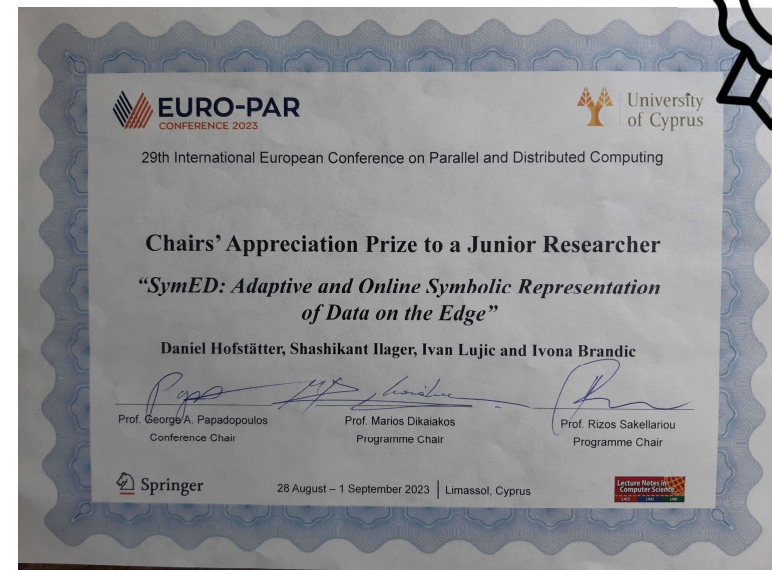 EURO-PAR
CONFERENCE 2023
University
of Cyprus
29th International European Conference on Parallel and Distributed Computing
Chairs' Appreciation Prize to a Junior Researcher
“SymED: Adaptive and Online Symbolic Representation
of Data on the Edge”
Daniel Hofstätter, Shashikant Ilager, Ivan Lujic and Ivona Brandic
Prof. George A. Papadopoulos
Conference Chair
Prof. Marios Dikaiakos
Programme Chair
Prof. Rizos Sakellariou
Programme Chair
Springer
28 August – 1 September 2023 | Limassol, Cyprus
Lecture Notes in
Computer Science
LNCS LNAI LNBI